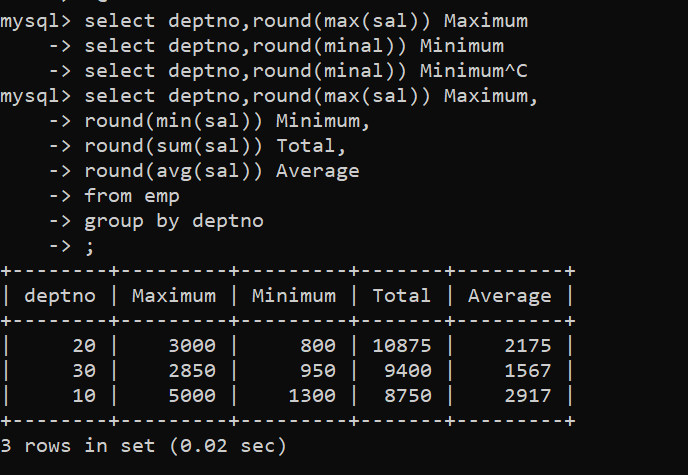 mysql> select deptno,round(max(sal)) Maximum
    -> select deptno,round(minal)) Minimum
    -> select deptno,round(minal)) Minimum^C
mysql> select deptno,round(max(sal)) Maximum,
    -> round(min(sal)) Minimum,
    -> round(sum(sal)) Total,
    -> round(avg(sal)) Average
    -> from emp
    -> group by deptno
    -> ;
+--------+---------+---------+-------+---------+
| deptno | Maximum | Minimum | Total | Average |
+--------+---------+---------+-------+---------+
|     20 |    3000 |     800 | 10875 |    2175 |
|     30 |    2850 |     950 |  9400 |    1567 |
|     10 |    5000 |    1300 |  8750 |    2917 |
+--------+---------+---------+-------+---------+
3 rows in set (0.02 sec)